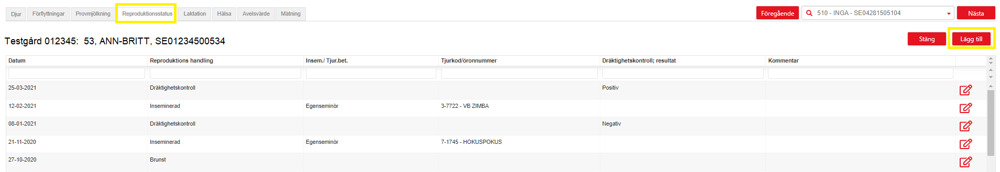 Djur Förflyttningar Provmjölkning Reproduktionsstatus Laktation Hälsa Avelsvärde Mätning Föregående 510 - INGA - SE04281505104 Nästa
Testgård 012345: 53, ANN-BRITT, SE01234500534 Stäng Lägg till
Datum Reproduktions handling Insem./ Tjur.bet. Tjurkod/öronnummer Dräktighetskontroll; resultat Kommentar
25-03-2021 Dräktighetskontroll Positiv
12-02-2021 Inseminerad Egenseminör 3-7722 - VB ZIMBA
08-01-2021 Dräktighetskontroll Negativ
21-11-2020 Inseminerad Egenseminör 7-1745 - HOKUSPOKUS
27-10-2020 Brunst